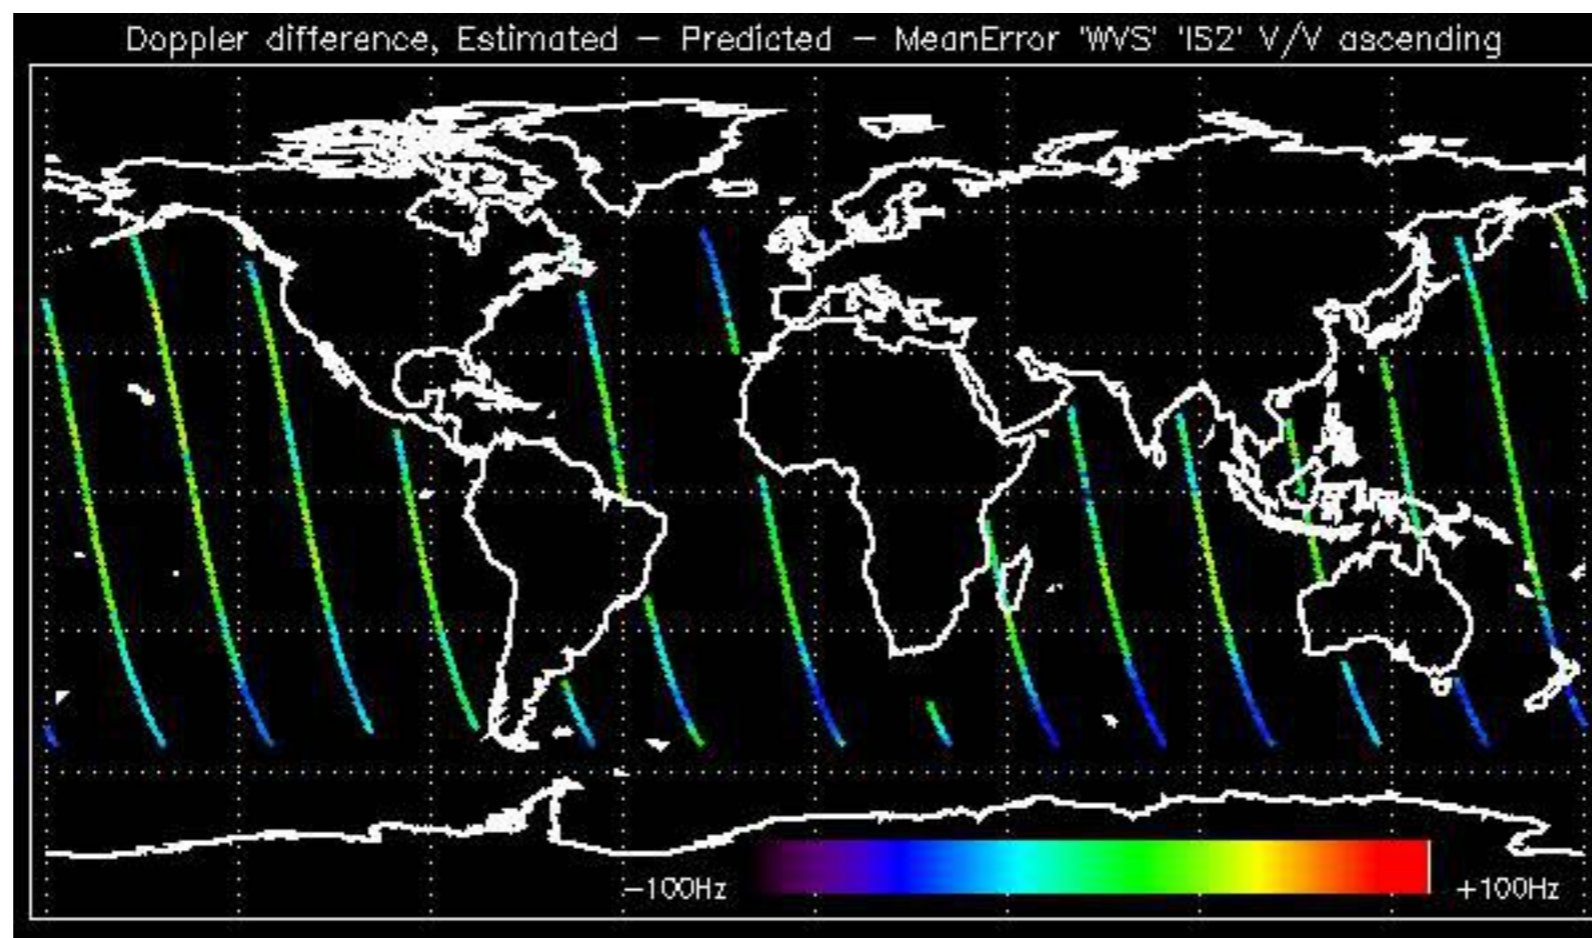 Doppler difference, Estimated – Predicted – MeanError 'WVS' 'IS2' V/V ascending
–100Hz
+100Hz